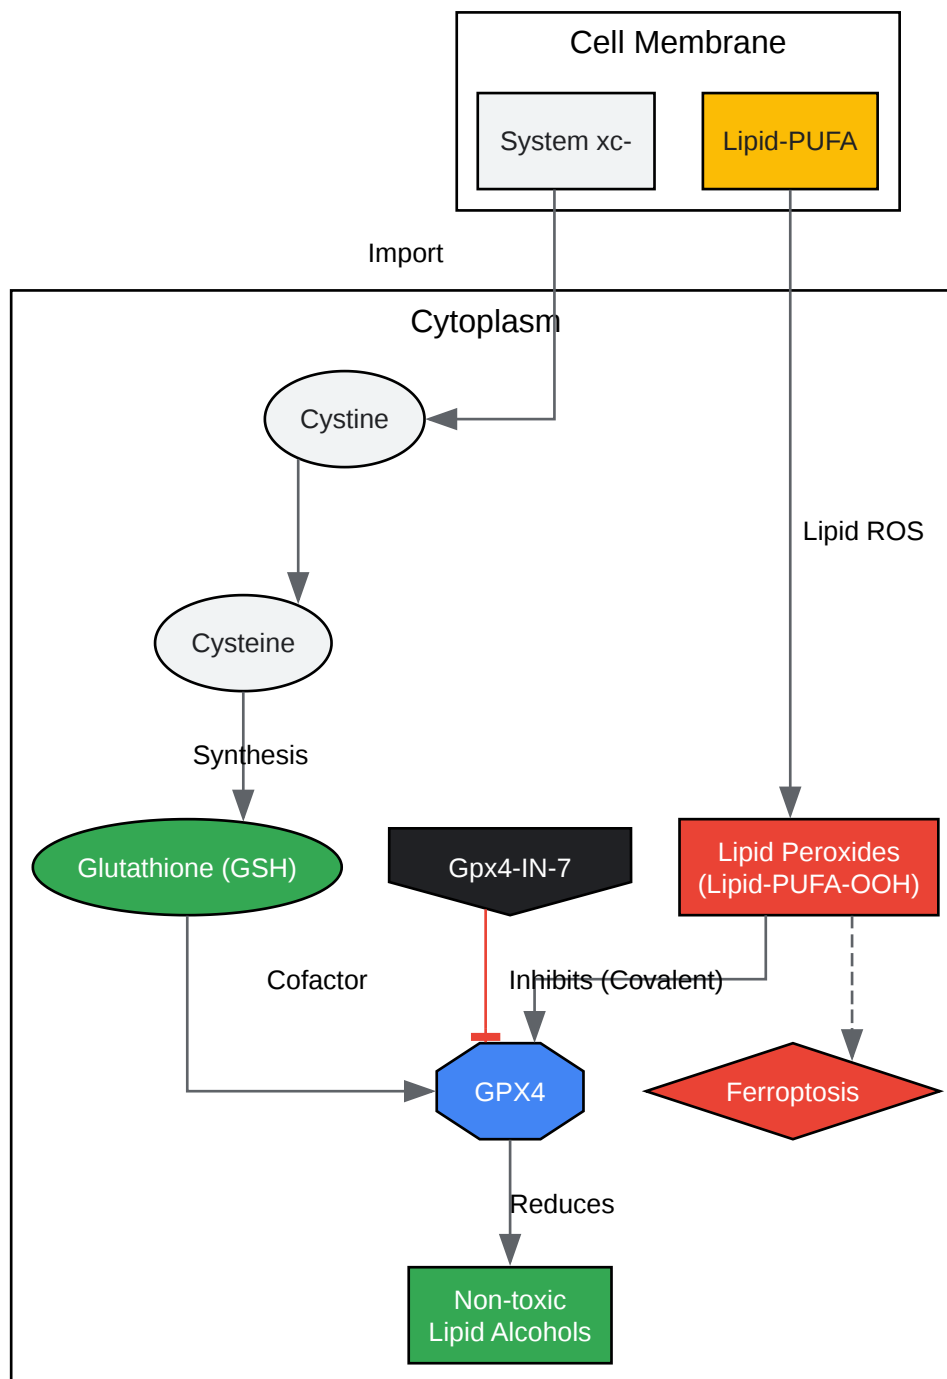 Cell Membrane
System xc-
Lipid-PUFA
Import
Cytoplasm
Cystine
Lipid ROS
Cysteine
Synthesis
Glutathione (GSH)
Gpx4-IN-7
Lipid Peroxides
(Lipid-PUFA-OOH)
Cofactor
Inhibits (Covalent)
GPX4
Ferroptosis
Reduces
Non-toxic
Lipid Alcohols